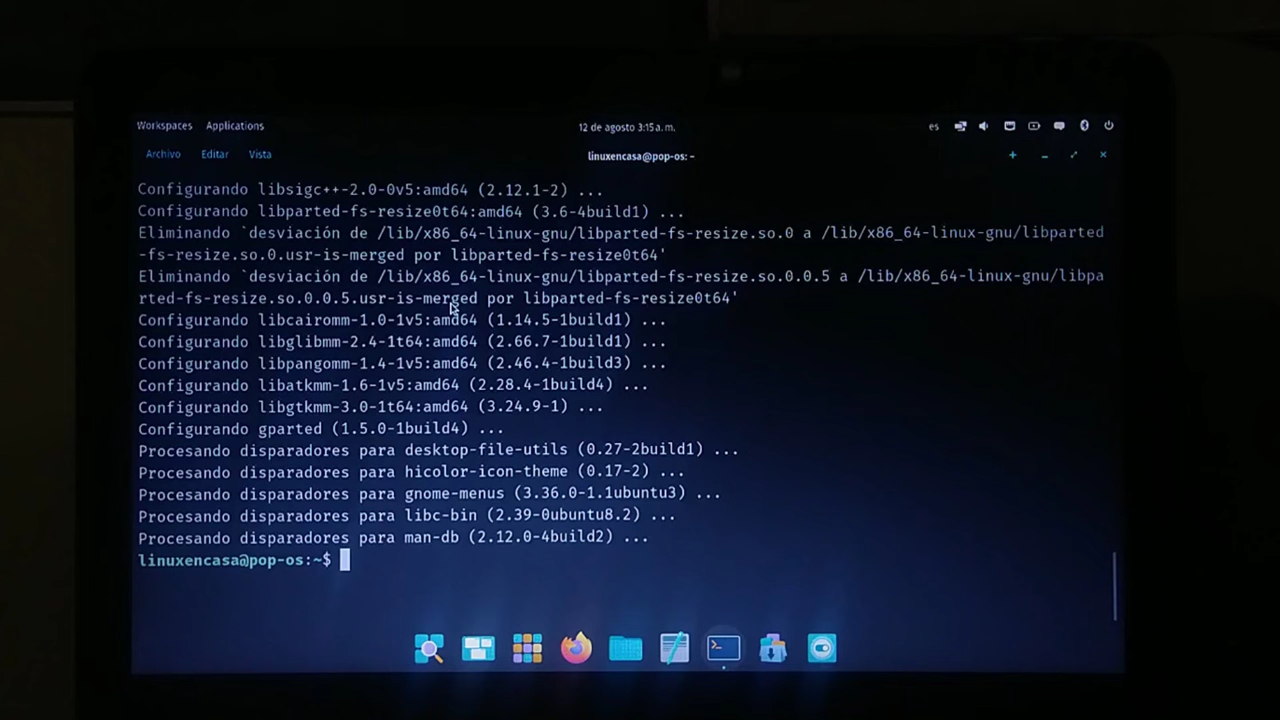 Workspaces Applications 12 de agosto 3:15 a. m. es
Archivo Editar Vista linuxencasa@pop-os: ~
Configurando libsigc++-2.0-0v5:amd64 (2.12.1-2) ...
Configurando libparted-fs-resize0t64:amd64 (3.6-4build1) ...
Eliminando `desviación de /lib/x86_64-linux-gnu/libparted-fs-resize.so.0 a /lib/x86_64-linux-gnu/libparted
-fs-resize.so.0.usr-is-merged por libparted-fs-resize0t64'
Eliminando `desviación de /lib/x86_64-linux-gnu/libparted-fs-resize.so.0.0.5 a /lib/x86_64-linux-gnu/libpa
rted-fs-resize.so.0.0.5.usr-is-merged por libparted-fs-resize0t64'
Configurando libcairomm-1.0-1v5:amd64 (1.14.5-1build1) ...
Configurando libglibmm-2.4-1t64:amd64 (2.66.7-1build1) ...
Configurando libpangomm-1.4-1v5:amd64 (2.46.4-1build3) ...
Configurando libatkmm-1.6-1v5:amd64 (2.28.4-1build4) ...
Configurando libgtkmm-3.0-1t64:amd64 (3.24.9-1) ...
Configurando gparted (1.5.0-1build4) ...
Procesando disparadores para desktop-file-utils (0.27-2build1) ...
Procesando disparadores para hicolor-icon-theme (0.17-2) ...
Procesando disparadores para gnome-menus (3.36.0-1.1ubuntu3) ...
Procesando disparadores para libc-bin (2.39-0ubuntu8.2) ...
Procesando disparadores para man-db (2.12.0-4build2) ...
linuxencasa@pop-os:~$